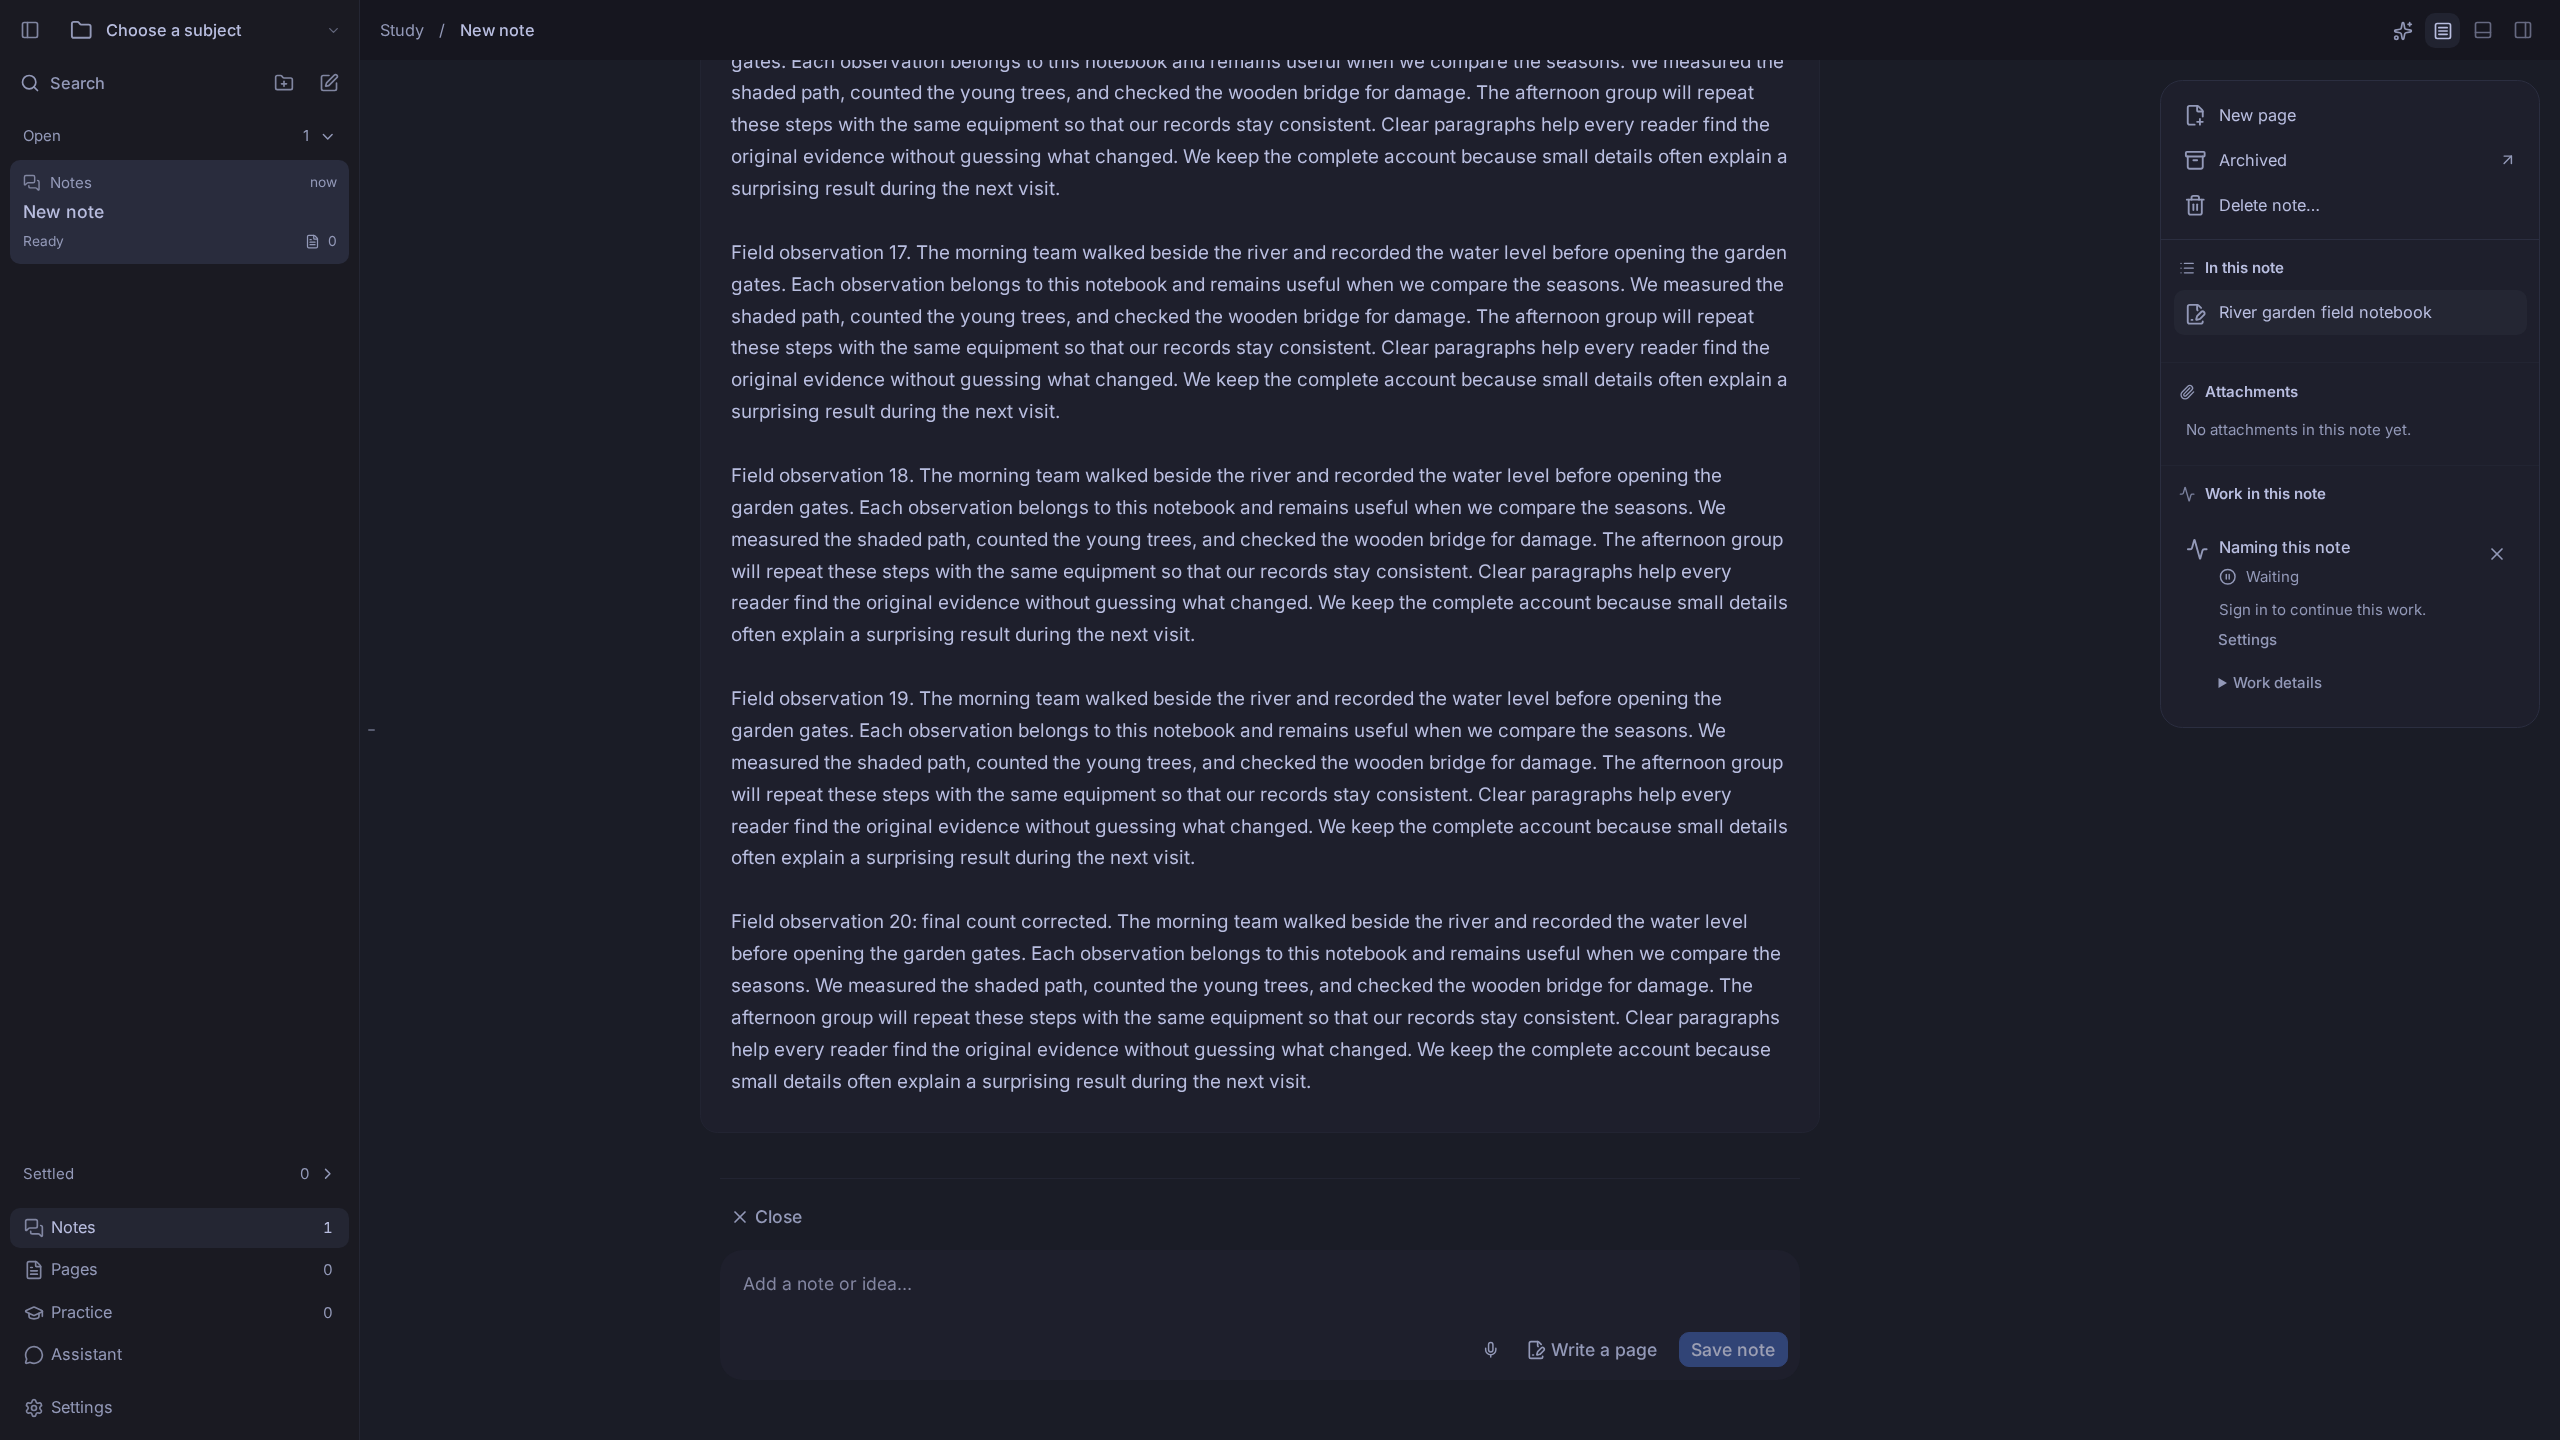 Choose a subject
Search
Open 1
Notes now
New note
Ready 0
Settled 0
Notes 1
Pages 0
Practice 0
Assistant
Settings
Study / New note
gates. Each observation belongs to this notebook and remains useful when we compare the seasons. We measured the
shaded path, counted the young trees, and checked the wooden bridge for damage. The afternoon group will repeat
these steps with the same equipment so that our records stay consistent. Clear paragraphs help every reader find the
original evidence without guessing what changed. We keep the complete account because small details often explain a
surprising result during the next visit.
Field observation 17. The morning team walked beside the river and recorded the water level before opening the garden
gates. Each observation belongs to this notebook and remains useful when we compare the seasons. We measured the
shaded path, counted the young trees, and checked the wooden bridge for damage. The afternoon group will repeat
these steps with the same equipment so that our records stay consistent. Clear paragraphs help every reader find the
original evidence without guessing what changed. We keep the complete account because small details often explain a
surprising result during the next visit.
Field observation 18. The morning team walked beside the river and recorded the water level before opening the
garden gates. Each observation belongs to this notebook and remains useful when we compare the seasons. We
measured the shaded path, counted the young trees, and checked the wooden bridge for damage. The afternoon group
will repeat these steps with the same equipment so that our records stay consistent. Clear paragraphs help every
reader find the original evidence without guessing what changed. We keep the complete account because small details
often explain a surprising result during the next visit.
Field observation 19. The morning team walked beside the river and recorded the water level before opening the
garden gates. Each observation belongs to this notebook and remains useful when we compare the seasons. We
measured the shaded path, counted the young trees, and checked the wooden bridge for damage. The afternoon group
will repeat these steps with the same equipment so that our records stay consistent. Clear paragraphs help every
reader find the original evidence without guessing what changed. We keep the complete account because small details
often explain a surprising result during the next visit.
Field observation 20: final count corrected. The morning team walked beside the river and recorded the water level
before opening the garden gates. Each observation belongs to this notebook and remains useful when we compare the
seasons. We measured the shaded path, counted the young trees, and checked the wooden bridge for damage. The
afternoon group will repeat these steps with the same equipment so that our records stay consistent. Clear paragraphs
help every reader find the original evidence without guessing what changed. We keep the complete account because
small details often explain a surprising result during the next visit.
Close
Add a note or idea...
Write a page
Save note
New page
Archived
Delete note...
In this note
River garden field notebook
Attachments
No attachments in this note yet.
Work in this note
Naming this note
Waiting
Sign in to continue this work.
Settings
Work details